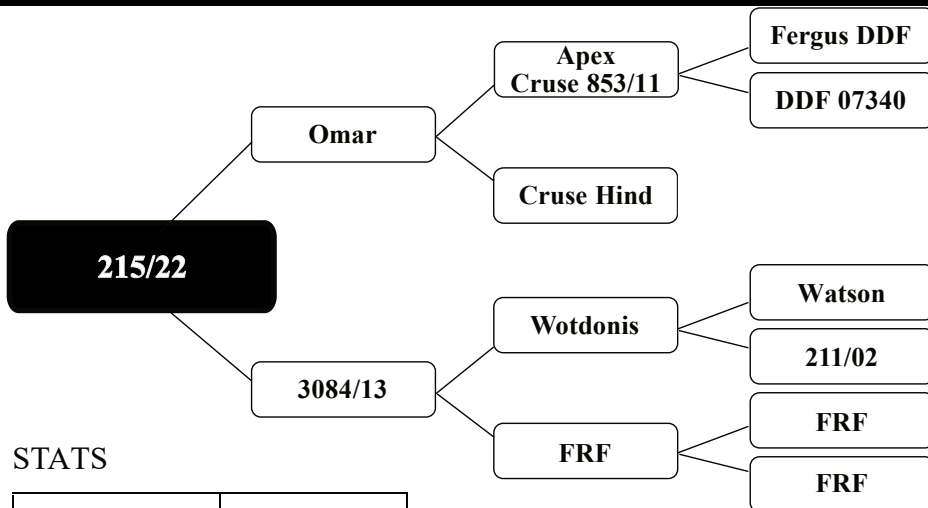 Fergus DDF
Apex
Cruse 853/11
DDF 07340
Omar
Cruse Hind
215/22
Watson
Wotdonis
211/02
3084/13
FRF
FRF
FRF
STATS